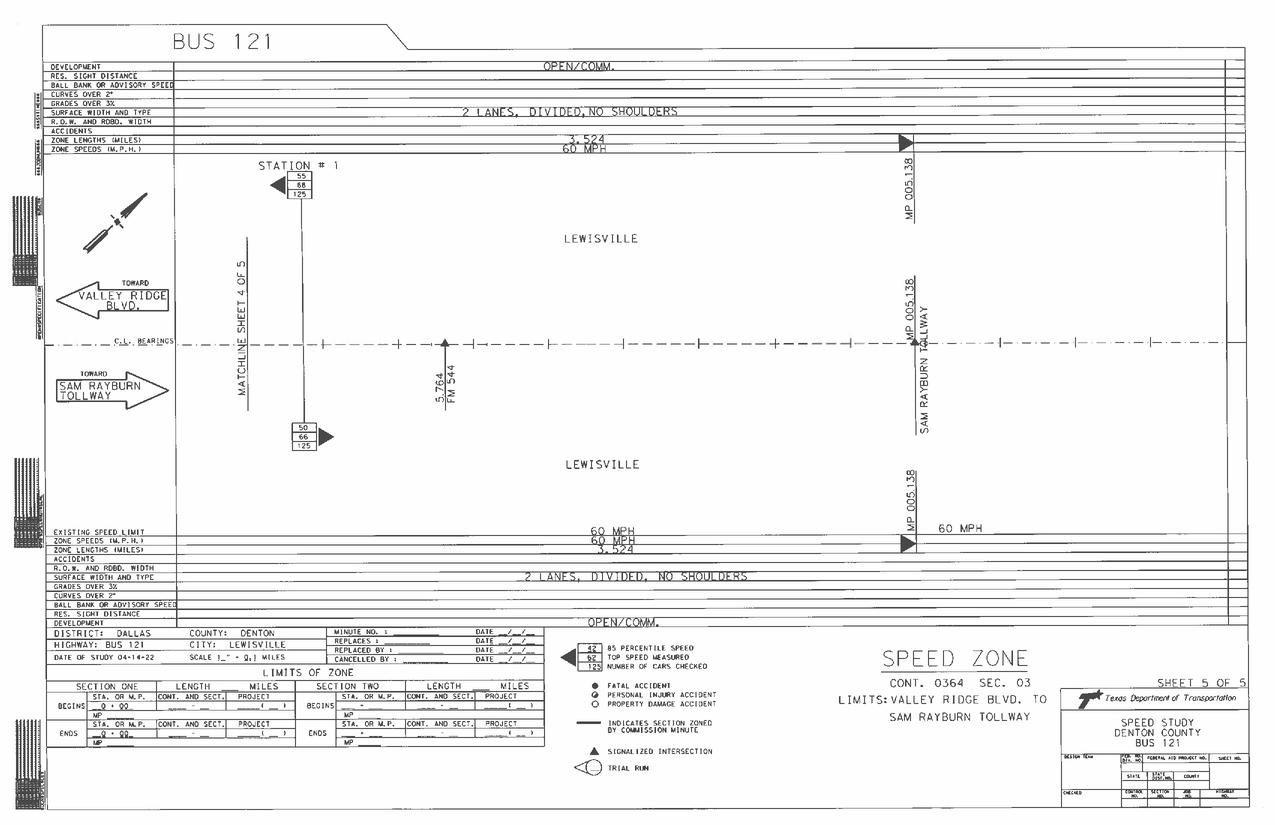 BUS 121
DEVELOPMENT OPEN/COMM.
RES. SIGHT DISTANCE
BALL BANK OR ADVISORY SPEED
CURVES OVER 2°
GRADES OVER 3%
SURFACE WIDTH AND TYPE 2 LANES, DIVIDED, NO SHOULDERS
R.O.W. AND RDBD. WIDTH
ACCIDENTS
ZONE LENGTHS (MILES) 3.524
ZONE SPEEDS (M.P.H.) 60 MPH
STATION # 1
55
68
125
MP 005.138
LEWISVILLE
TOWARD
VALLEY RIDGE
BLVD.
MATCHLINE SHEET 4 OF 5
MP 005.138
SAM RAYBURN TOLLWAY
C.L. BEARINGS
TOWARD
SAM RAYBURN
TOLLWAY
5.764
FM 544
50
66
125
LEWISVILLE
MP 005.138
EXISTING SPEED LIMIT 60 MPH 60 MPH
ZONE SPEEDS (M.P.H.) 60 MPH
ZONE LENGTHS (MILES) 3.524
ACCIDENTS
R.O.W. AND RDBD. WIDTH
SURFACE WIDTH AND TYPE 2 LANES, DIVIDED, NO SHOULDERS
GRADES OVER 3%
CURVES OVER 2°
BALL BANK OR ADVISORY SPEED
RES. SIGHT DISTANCE
DEVELOPMENT OPEN/COMM.
DISTRICT: DALLAS COUNTY: DENTON
HIGHWAY: BUS 121 CITY: LEWISVILLE
DATE OF STUDY 04-14-22 SCALE 1" = 0.1 MILES
MINUTE NO. : DATE / /
REPLACES : DATE / /
REPLACED BY : DATE / /
CANCELLED BY : DATE / /
LIMITS OF ZONE
SECTION ONE LENGTH MILES SECTION TWO LENGTH MILES
BEGINS STA. OR M.P. CONT. AND SECT. PROJECT BEGINS STA. OR M.P. CONT. AND SECT. PROJECT
0 + 00 - - ( ) + - - ( )
MP MP
ENDS STA. OR M.P. CONT. AND SECT. PROJECT ENDS STA. OR M.P. CONT. AND SECT. PROJECT
0 + 00 - - ( ) + - - ( )
MP MP
42 85 PERCENTILE SPEED
52 TOP SPEED MEASURED
125 NUMBER OF CARS CHECKED
FATAL ACCIDENT
PERSONAL INJURY ACCIDENT
PROPERTY DAMAGE ACCIDENT
INDICATES SECTION ZONED
BY COMMISSION MINUTE
SIGNALIZED INTERSECTION
TRIAL RUN
SPEED ZONE
CONT. 0364 SEC. 03
LIMITS: VALLEY RIDGE BLVD. TO
SAM RAYBURN TOLLWAY
SHEET 5 OF 5
Texas Department of Transportation
SPEED STUDY
DENTON COUNTY
BUS 121
DESIGN TEAM FED. RD. DIV. NO. FEDERAL AID PROJECT NO. SHEET NO.
STATE STATE DIST. NO. COUNTY
CHECKED CONTROL NO. SECTION NO. JOB NO. HIGHWAY NO.